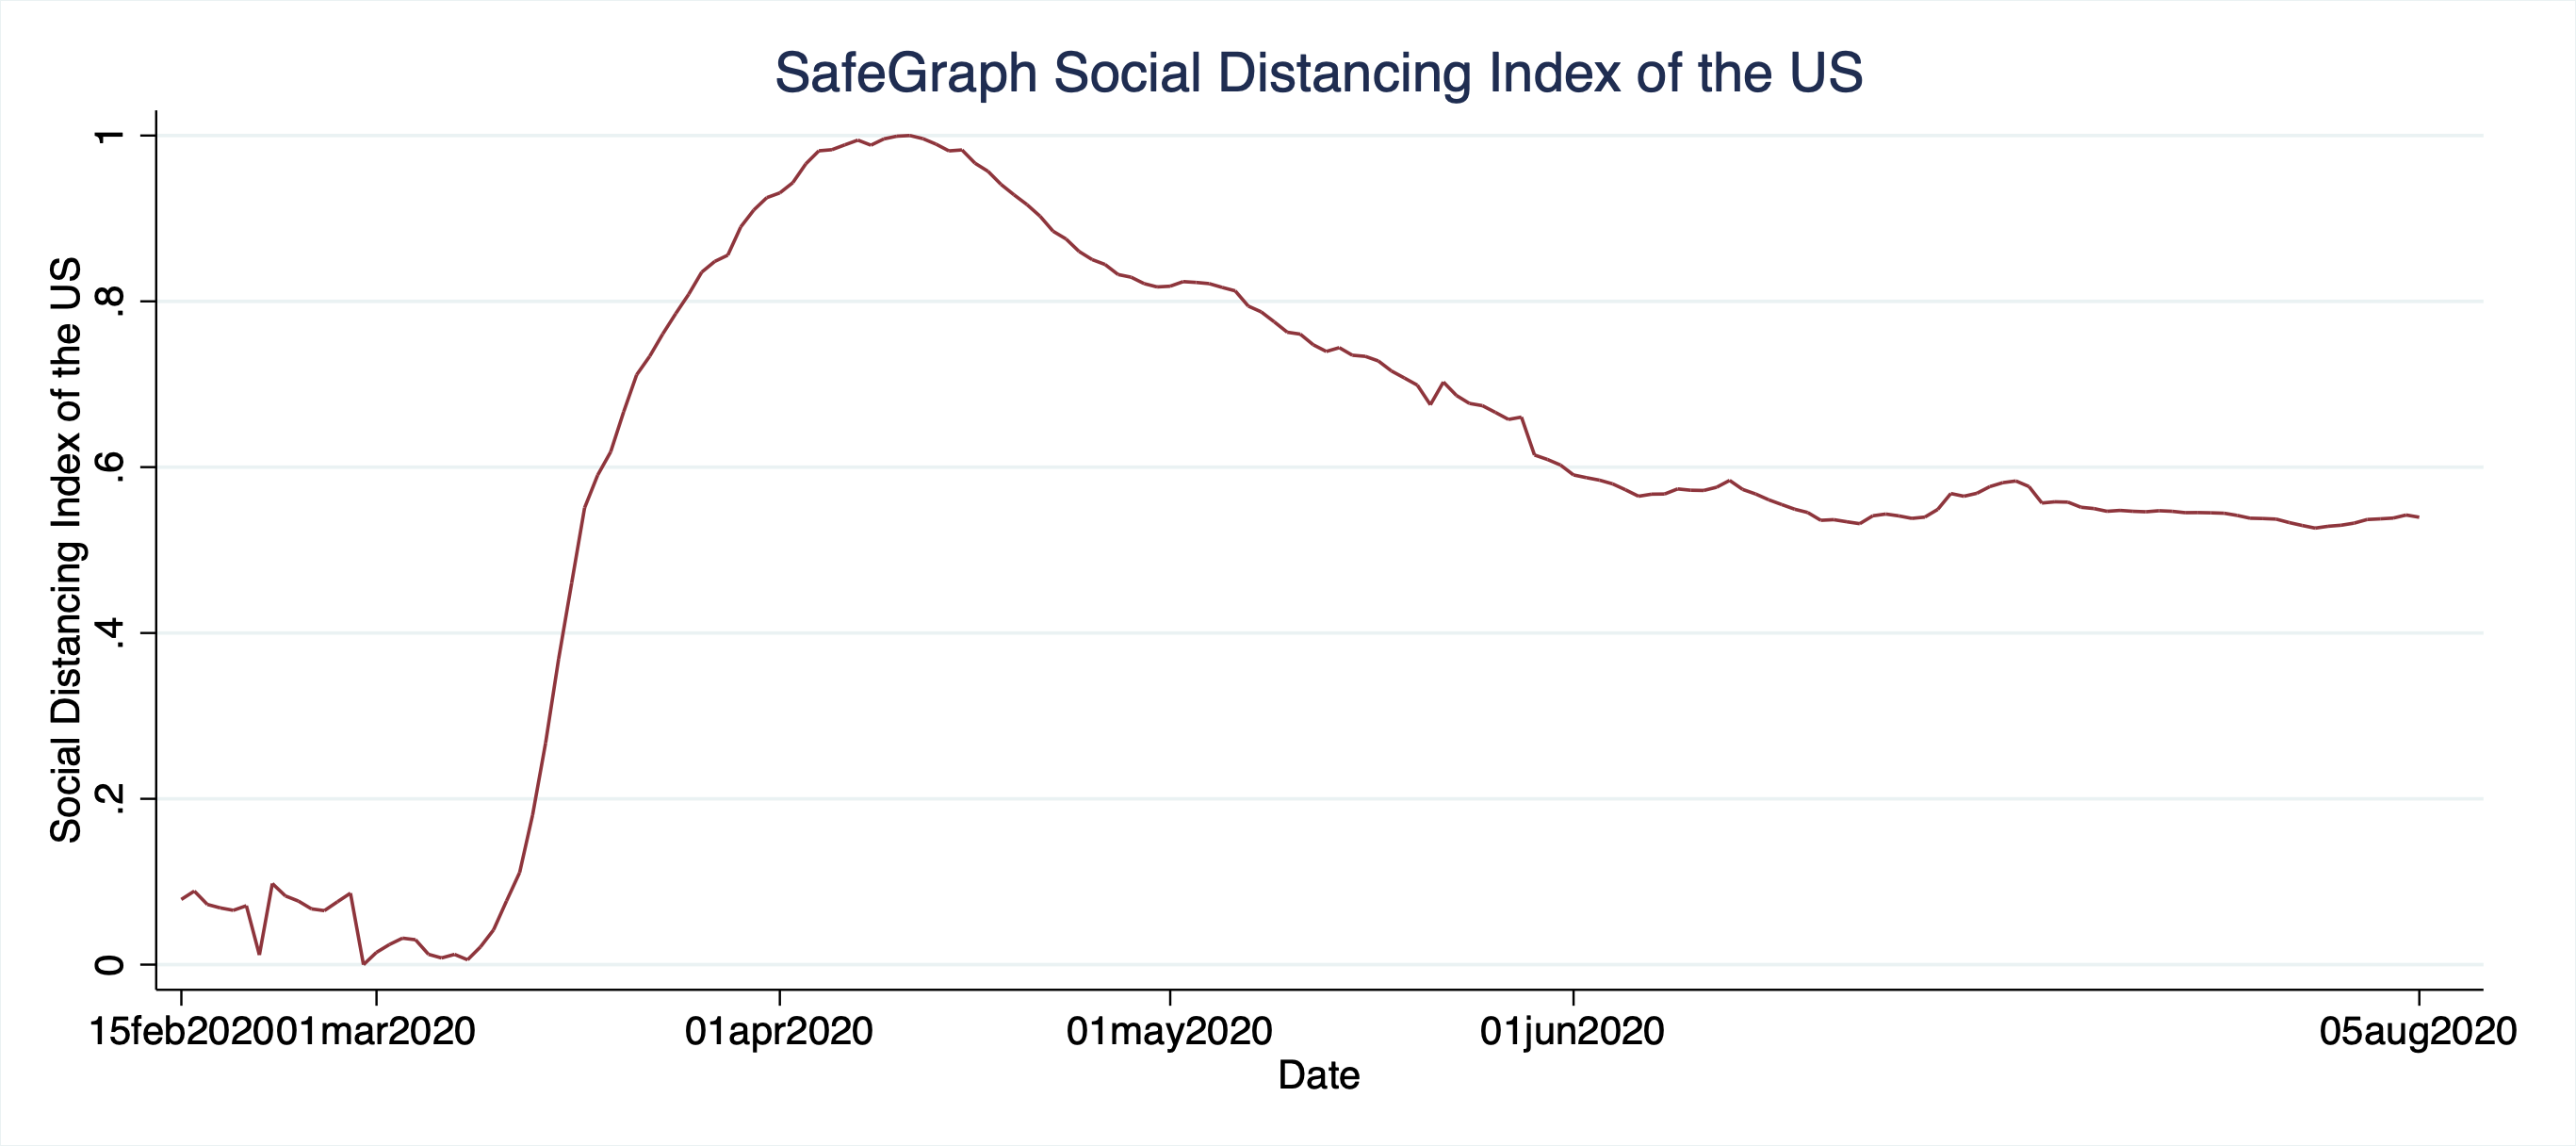 SafeGraph Social Distancing Index of the US
Social Distancing Index of the US
1
.8
.6
.4
.2
0
15feb2020
01mar2020
01apr2020
01may2020
01jun2020
05aug2020
Date